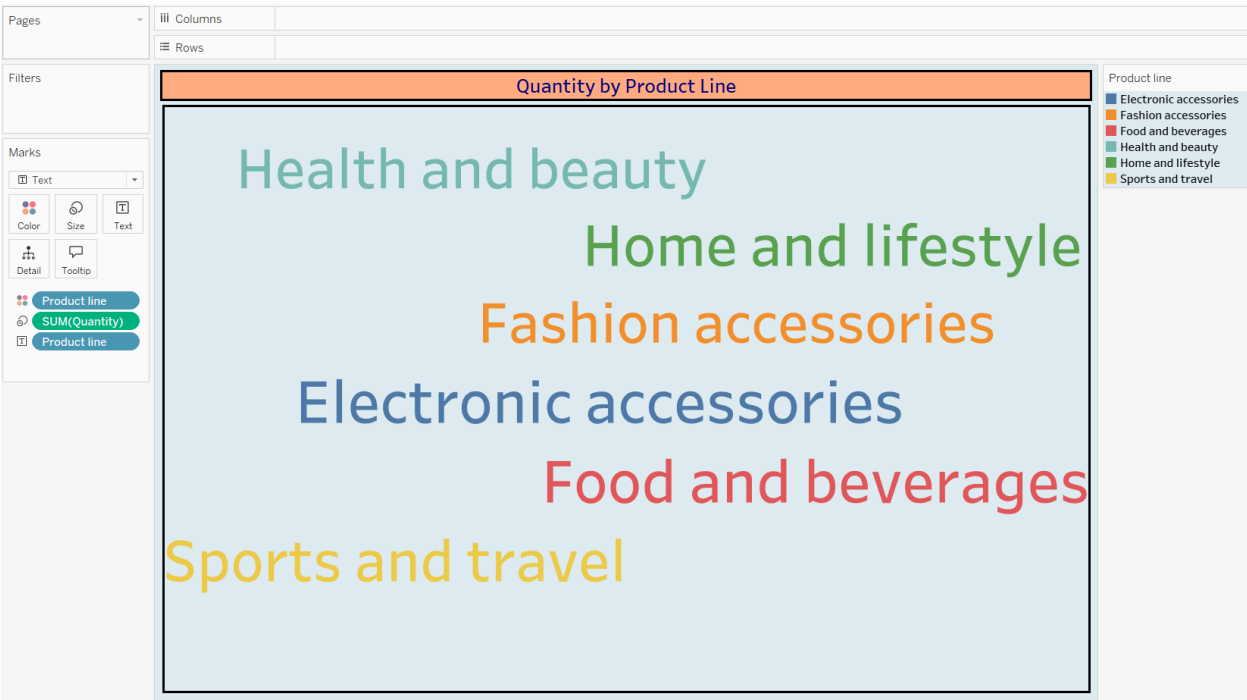 Pages
Columns
Rows
Filters
Quantity by Product Line
Marks
Text
Color Size Text
Detail Tooltip
Product line
SUM(Quantity)
Product line
Health and beauty
Home and lifestyle
Fashion accessories
Electronic accessories
Food and beverages
Sports and travel
Product line
Electronic accessories
Fashion accessories
Food and beverages
Health and beauty
Home and lifestyle
Sports and travel